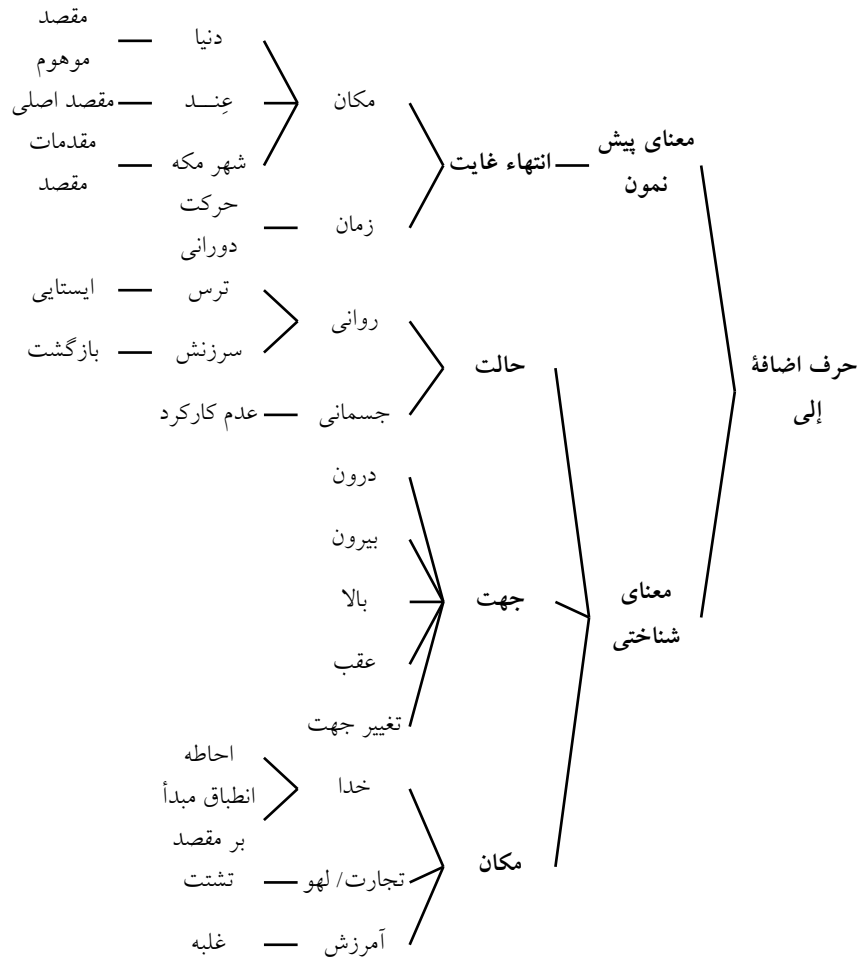 حرف اضافهٔ
إلی
معنای پیش
نمون
انتهاء غایت
مکان
دنیا
مقصد
موهوم
عِنـــد
مقصد اصلی
شهر مکه
مقدمات
مقصد
زمان
حرکت
دورانی
معنای
شناختی
حالت
روانی
ترس
ایستایی
سرزنش
بازگشت
جسمانی
عدم کارکرد
جهت
درون
بیرون
بالا
عقب
تغییر جهت
مکان
خدا
احاطه
انطباق مبدأ
بر مقصد
تجارت/ لهو
تشتت
آمرزش
غلبه